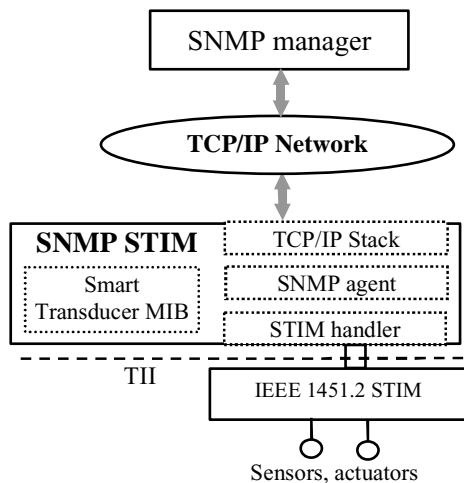 SNMP manager
TCP/IP Network
SNMP STIM
TCP/IP Stack
Smart
Transducer MIB
SNMP agent
STIM handler
TII
IEEE 1451.2 STIM
Sensors, actuators